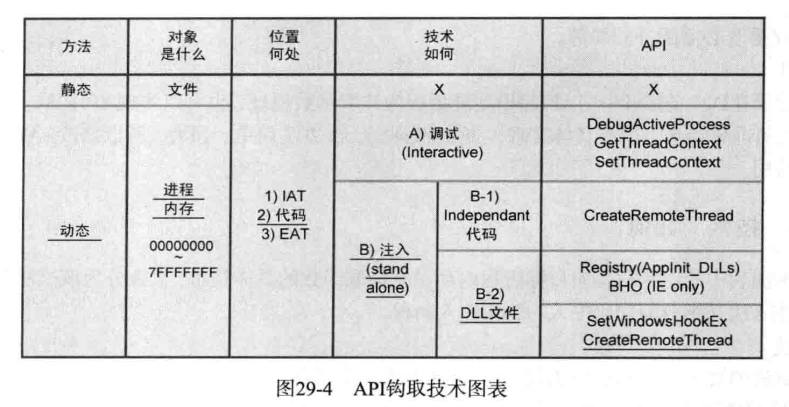 方法
对象
是什么
位置
何处
技术
如何
API
静态
文件
X
X
动态
进程
内存
00000000
~
7FFFFFFF
1) IAT
2) 代码
3) EAT
A) 调试
(Interactive)
DebugActiveProcess
GetThreadContext
SetThreadContext
B) 注入
(stand
alone)
B-1)
Independant
代码
CreateRemoteThread
B-2)
DLL文件
Registry(AppInit_DLLs)
BHO (IE only)
SetWindowsHookEx
CreateRemoteThread
图29-4 API钩取技术图表